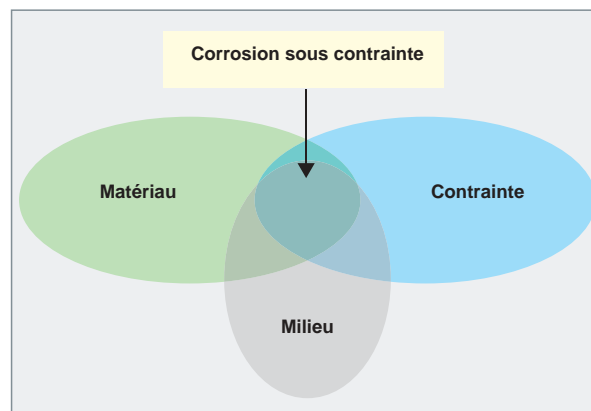 Corrosion sous contrainte
Matériau
Contrainte
Milieu